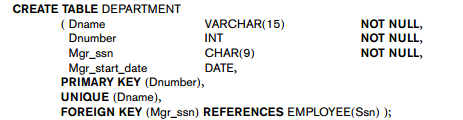 CREATE TABLE DEPARTMENT
( Dname VARCHAR(15) NOT NULL,
Dnumber INT NOT NULL,
Mgr_ssn CHAR(9) NOT NULL,
Mgr_start_date DATE,
PRIMARY KEY (Dnumber),
UNIQUE (Dname),
FOREIGN KEY (Mgr_ssn) REFERENCES EMPLOYEE(Ssn) );